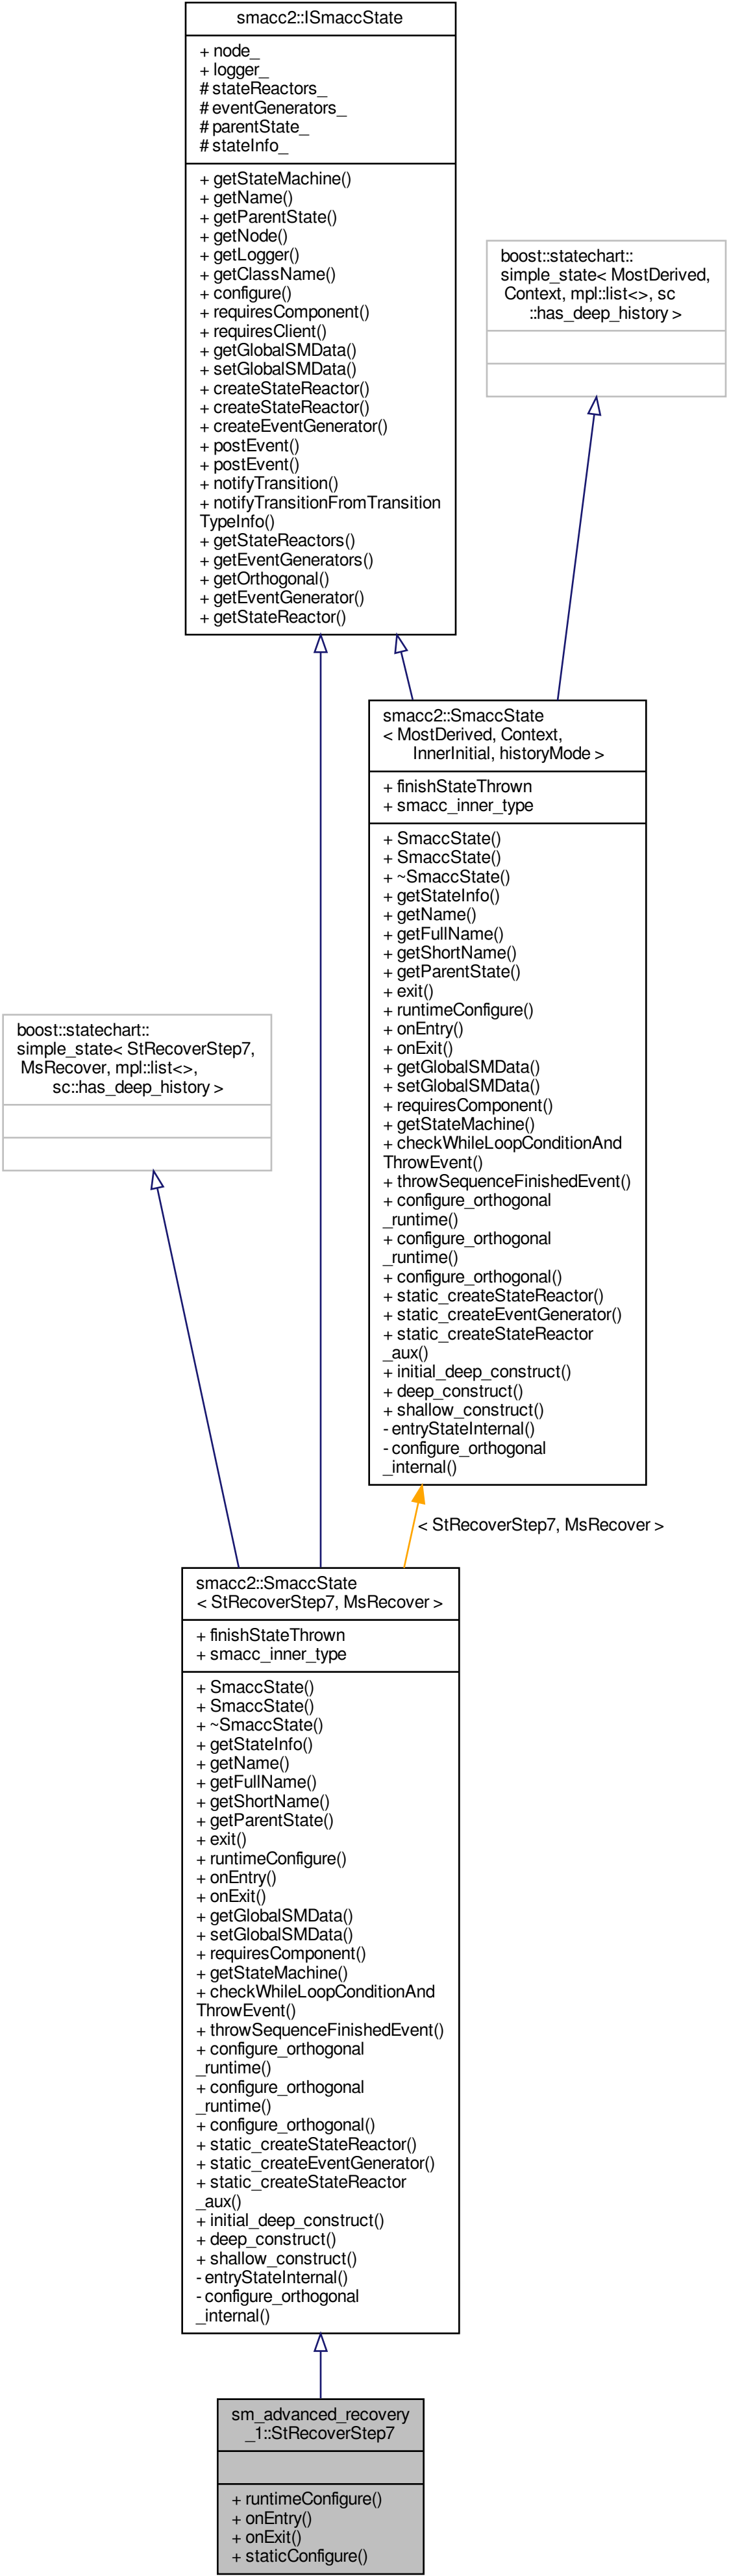 smacc2::ISmaccState
+ node_
+ logger_
# stateReactors_
# eventGenerators_
# parentState_
# stateInfo_
+ getStateMachine()
+ getName()
+ getParentState()
+ getNode()
+ getLogger()
+ getClassName()
+ configure()
+ requiresComponent()
+ requiresClient()
+ getGlobalSMData()
+ setGlobalSMData()
+ createStateReactor()
+ createStateReactor()
+ createEventGenerator()
+ postEvent()
+ postEvent()
+ notifyTransition()
+ notifyTransitionFromTransition
TypeInfo()
+ getStateReactors()
+ getEventGenerators()
+ getOrthogonal()
+ getEventGenerator()
+ getStateReactor()
boost::statechart::
simple_state< MostDerived,
Context, mpl::list<>, sc
::has_deep_history >
smacc2::SmaccState
< MostDerived, Context,
InnerInitial, historyMode >
+ finishStateThrown
+ smacc_inner_type
+ SmaccState()
+ SmaccState()
+ ~SmaccState()
+ getStateInfo()
+ getName()
+ getFullName()
+ getShortName()
+ getParentState()
+ exit()
+ runtimeConfigure()
+ onEntry()
+ onExit()
+ getGlobalSMData()
+ setGlobalSMData()
+ requiresComponent()
+ getStateMachine()
+ checkWhileLoopConditionAnd
ThrowEvent()
+ throwSequenceFinishedEvent()
+ configure_orthogonal
_runtime()
+ configure_orthogonal
_runtime()
+ configure_orthogonal()
+ static_createStateReactor()
+ static_createEventGenerator()
+ static_createStateReactor
_aux()
+ initial_deep_construct()
+ deep_construct()
+ shallow_construct()
- entryStateInternal()
- configure_orthogonal
_internal()
boost::statechart::
simple_state< StRecoverStep7,
MsRecover, mpl::list<>,
sc::has_deep_history >
< StRecoverStep7, MsRecover >
smacc2::SmaccState
< StRecoverStep7, MsRecover >
+ finishStateThrown
+ smacc_inner_type
+ SmaccState()
+ SmaccState()
+ ~SmaccState()
+ getStateInfo()
+ getName()
+ getFullName()
+ getShortName()
+ getParentState()
+ exit()
+ runtimeConfigure()
+ onEntry()
+ onExit()
+ getGlobalSMData()
+ setGlobalSMData()
+ requiresComponent()
+ getStateMachine()
+ checkWhileLoopConditionAnd
ThrowEvent()
+ throwSequenceFinishedEvent()
+ configure_orthogonal
_runtime()
+ configure_orthogonal
_runtime()
+ configure_orthogonal()
+ static_createStateReactor()
+ static_createEventGenerator()
+ static_createStateReactor
_aux()
+ initial_deep_construct()
+ deep_construct()
+ shallow_construct()
- entryStateInternal()
- configure_orthogonal
_internal()
sm_advanced_recovery
_1::StRecoverStep7
+ runtimeConfigure()
+ onEntry()
+ onExit()
+ staticConfigure()